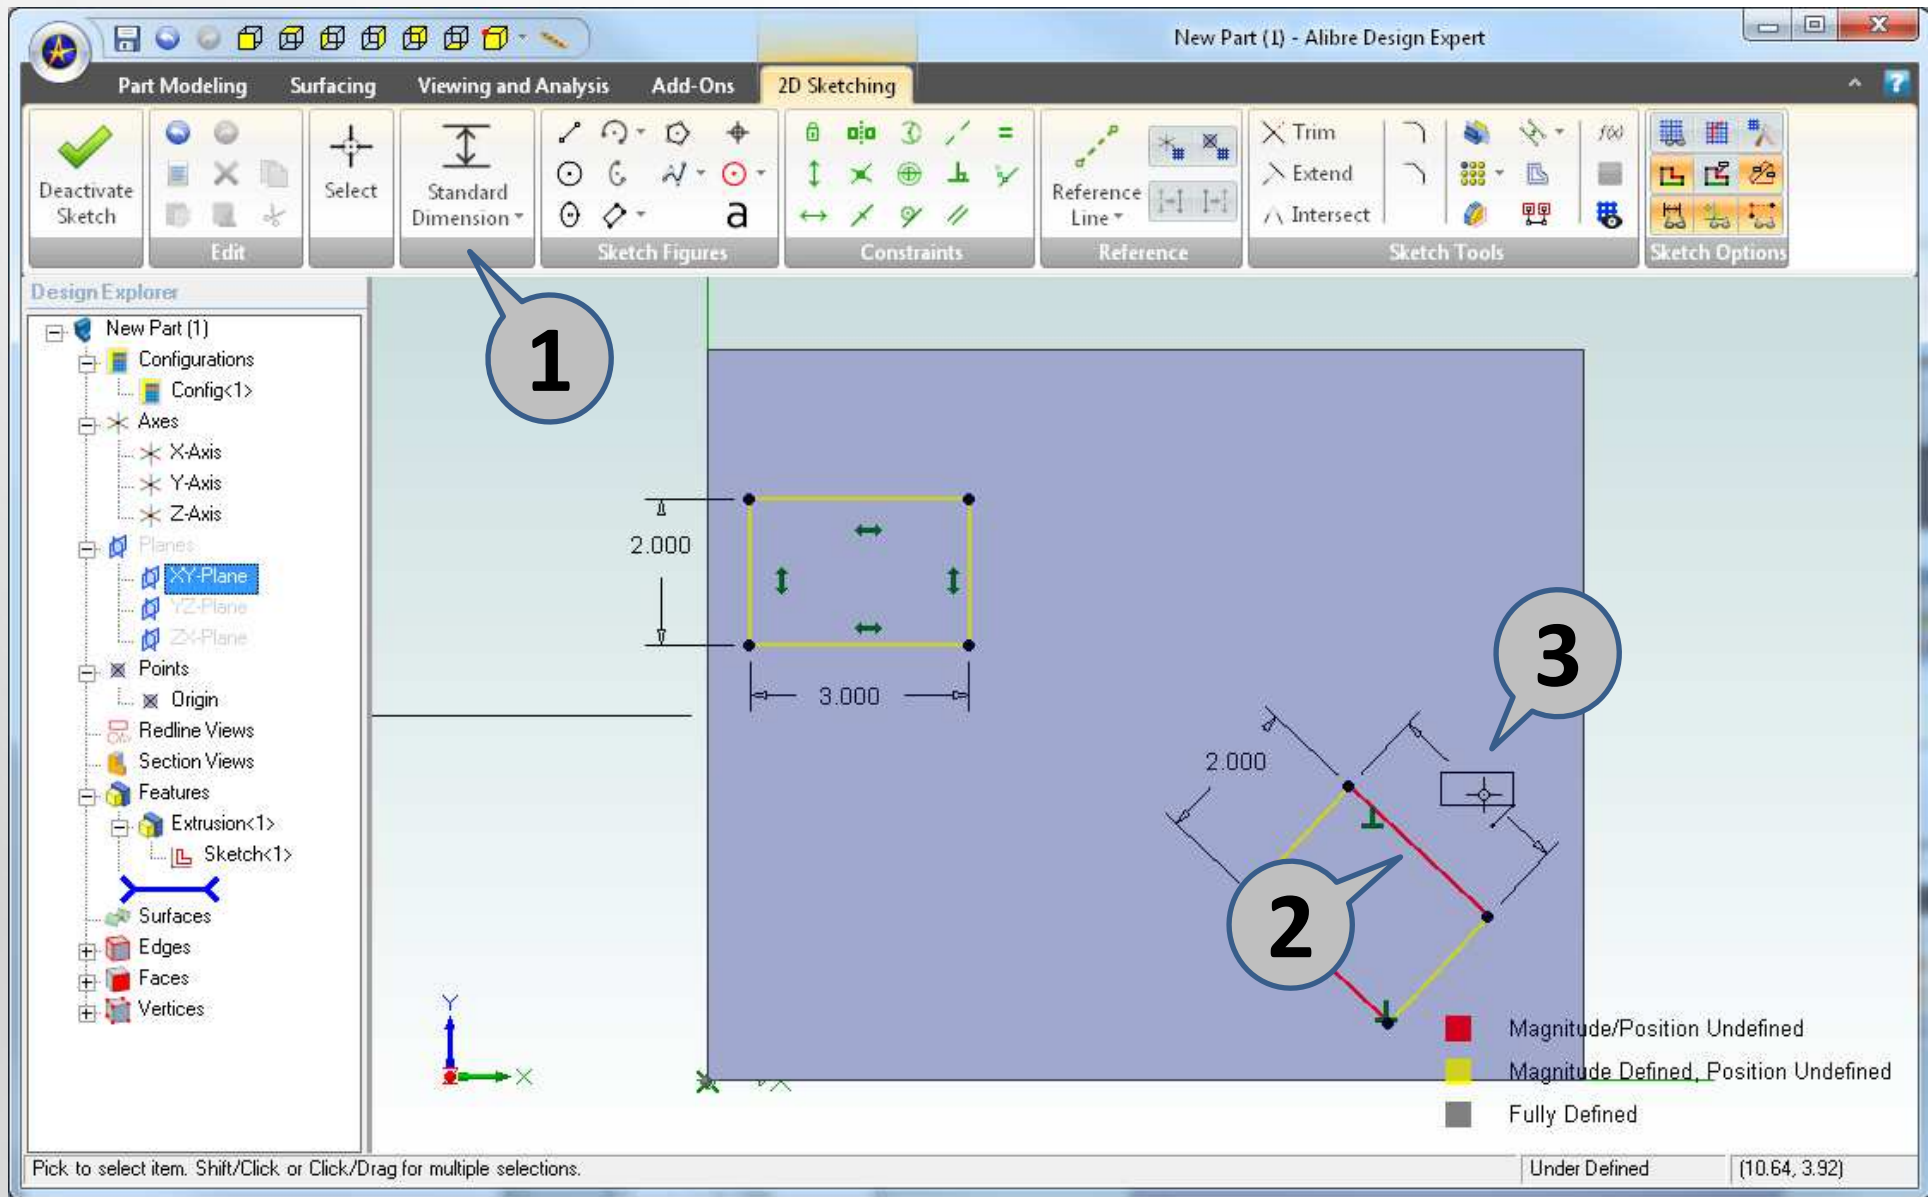 New Part (1) - Alibre Design Expert
Part Modeling Surfacing Viewing and Analysis Add-Ons 2D Sketching
Deactivate Sketch
Edit
Select
Standard Dimension
a
Sketch Figures
Constraints
Reference Line
Reference
Trim
Extend
Intersect
f(x)
Sketch Tools
Sketch Options
Design Explorer
New Part (1)
Configurations
Config<1>
Axes
X-Axis
Y-Axis
Z-Axis
Planes
XY-Plane
YZ-Plane
ZX-Plane
Points
Origin
Redline Views
Section Views
Features
Extrusion<1>
Sketch<1>
Surfaces
Edges
Faces
Vertices
1
2.000
3.000
3
2.000
2
Y
X
X
Magnitude/Position Undefined
Magnitude Defined, Position Undefined
Fully Defined
Pick to select item. Shift/Click or Click/Drag for multiple selections.
Under Defined
(10.64, 3.92)